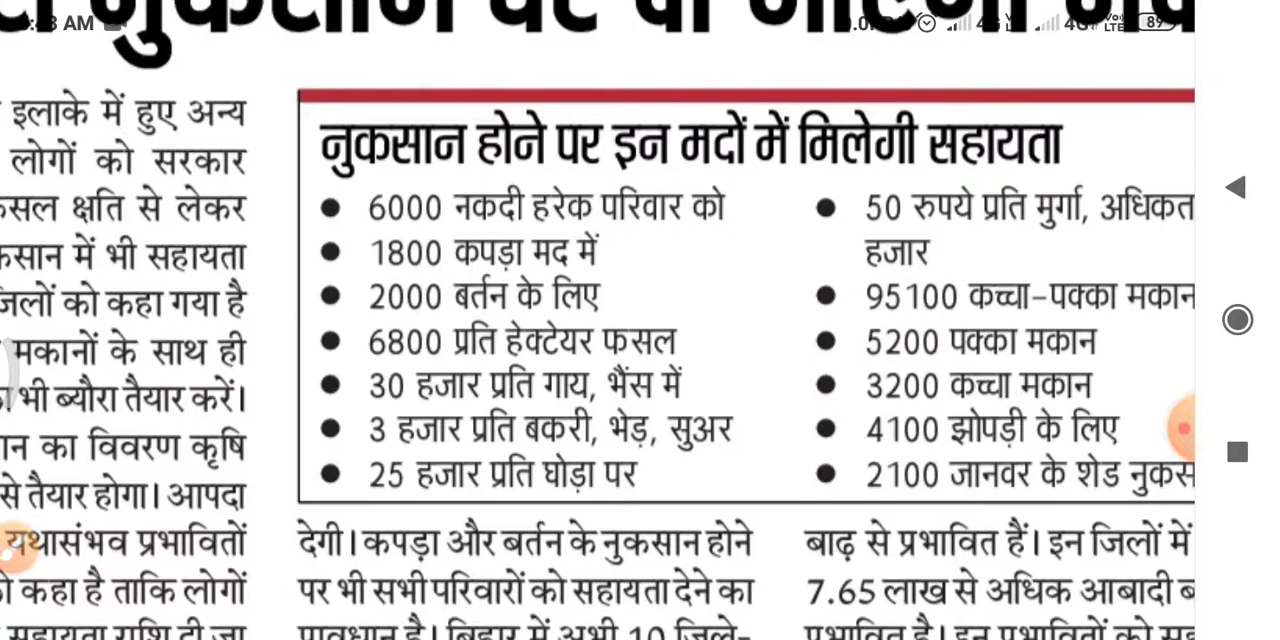 इलाके में हुए अन्य
लोगों को सरकार
क्षति से लेकर
में भी सहायता
को कहा गया है
मकानों के साथ ही
भी ब्यौरा तैयार करें।
का विवरण कृषि
से तैयार होगा। आपदा
यथासंभव प्रभावितों
कहा है ताकि लोगों
नुकसान होने पर इन मदों में मिलेगी सहायता
● 6000 नकदी हरेक परिवार को
● 1800 कपड़ा मद में
● 2000 बर्तन के लिए
● 6800 प्रति हेक्टेयर फसल
● 30 हजार प्रति गाय, भैंस में
● 3 हजार प्रति बकरी, भेड़, सुअर
● 25 हजार प्रति घोड़ा पर
● 50 रुपये प्रति मुर्गा, अधिकत
हजार
● 95100 कच्चा-पक्का मकान
● 5200 पक्का मकान
● 3200 कच्चा मकान
● 4100 झोपड़ी के लिए
● 2100 जानवर के शेड नुकस
देगी। कपड़ा और बर्तन के नुकसान होने
पर भी सभी परिवारों को सहायता देने का
बाढ़ से प्रभावित हैं। इन जिलों में
7.65 लाख से अधिक आबादी